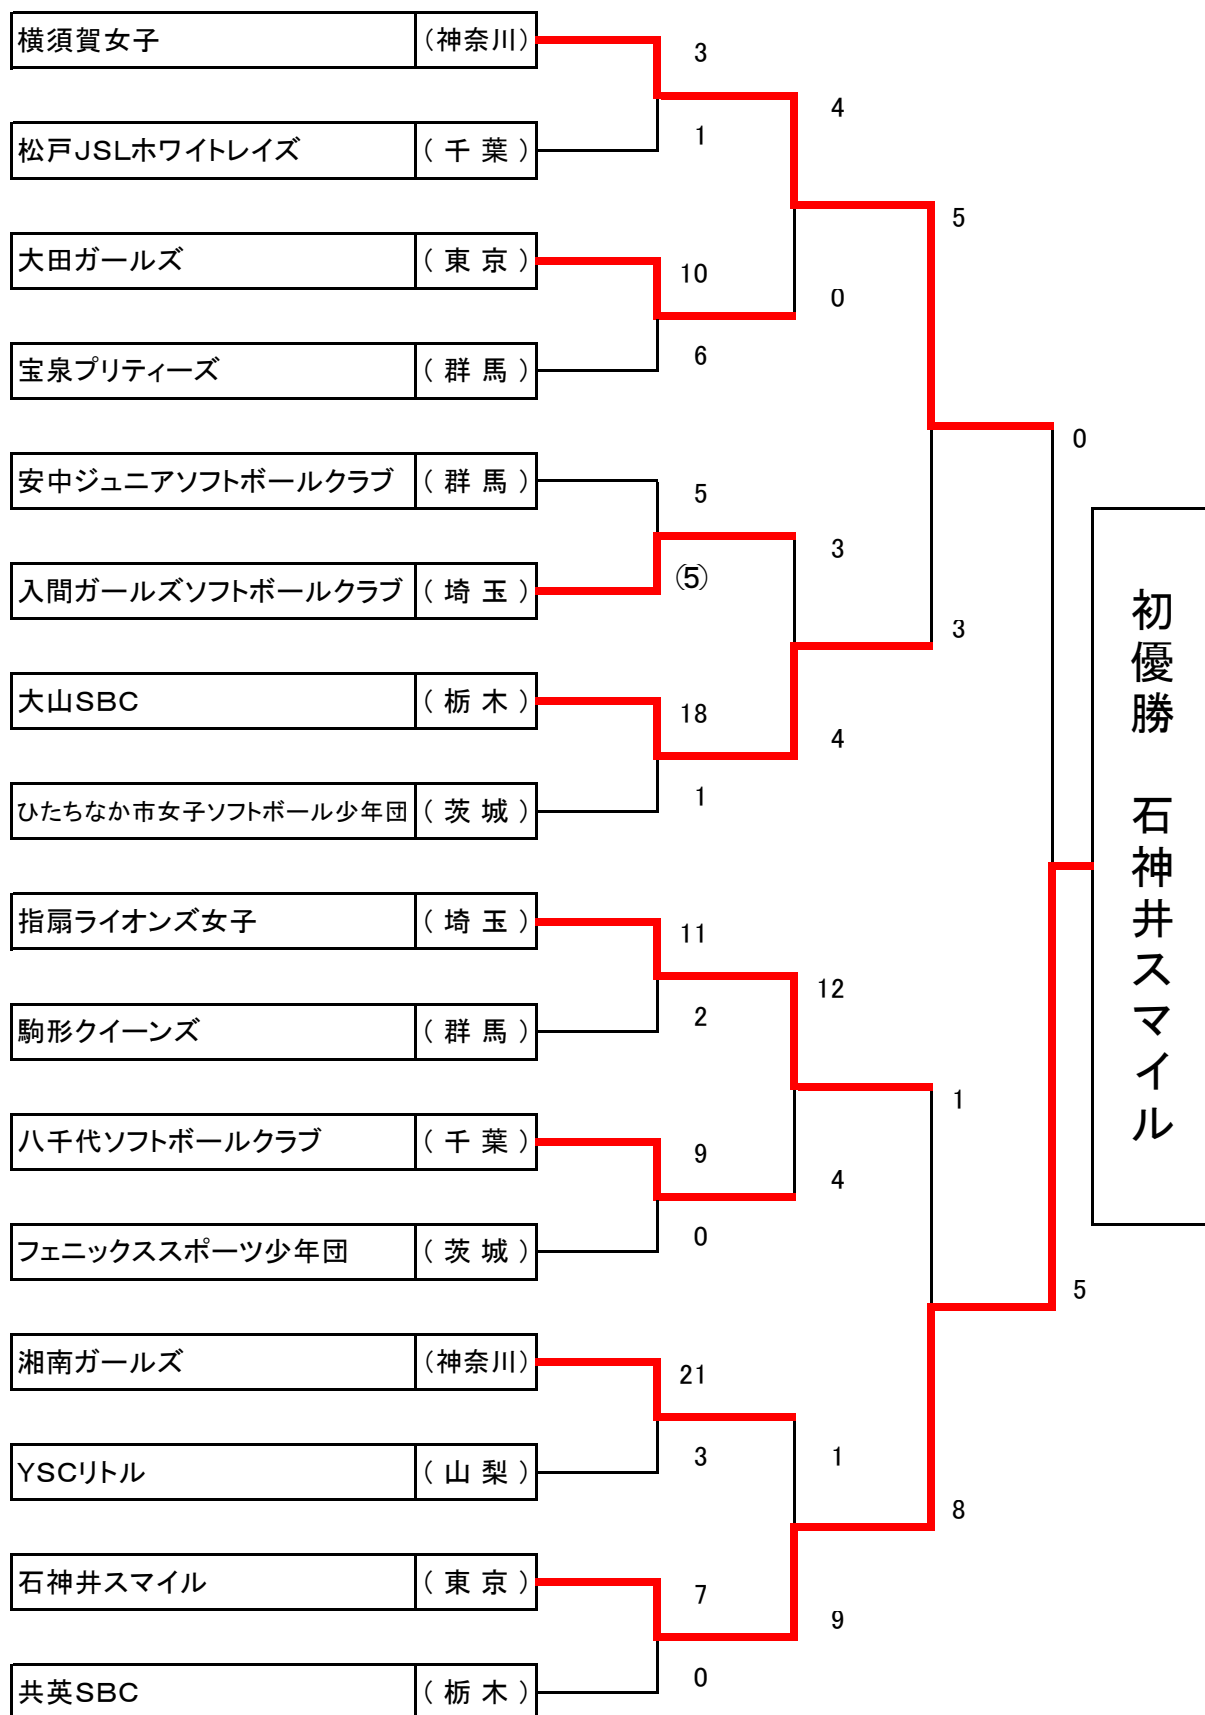 横須賀女子 （神奈川）
3
4
松戸JSLホワイトレイズ （ 千 葉 ）
1
5
大田ガールズ （ 東 京 ）
10
0
宝泉プリティーズ （ 群 馬 ）
6
0
安中ジュニアソフトボールクラブ （ 群 馬 ）
5
3
入間ガールズソフトボールクラブ （ 埼 玉 ）
(5)
3
大山SBC （ 栃 木 ）
18
4
ひたちなか市女子ソフトボール少年団 （ 茨 城 ）
1
初優勝 石神井スマイル
指扇ライオンズ女子 （ 埼 玉 ）
11
12
駒形クイーンズ （ 群 馬 ）
2
1
八千代ソフトボールクラブ （ 千 葉 ）
9
4
フェニックススポーツ少年団 （ 茨 城 ）
0
5
湘南ガールズ （神奈川）
21
1
YSCリトル （ 山 梨 ）
3
8
石神井スマイル （ 東 京 ）
7
9
共英SBC （ 栃 木 ）
0